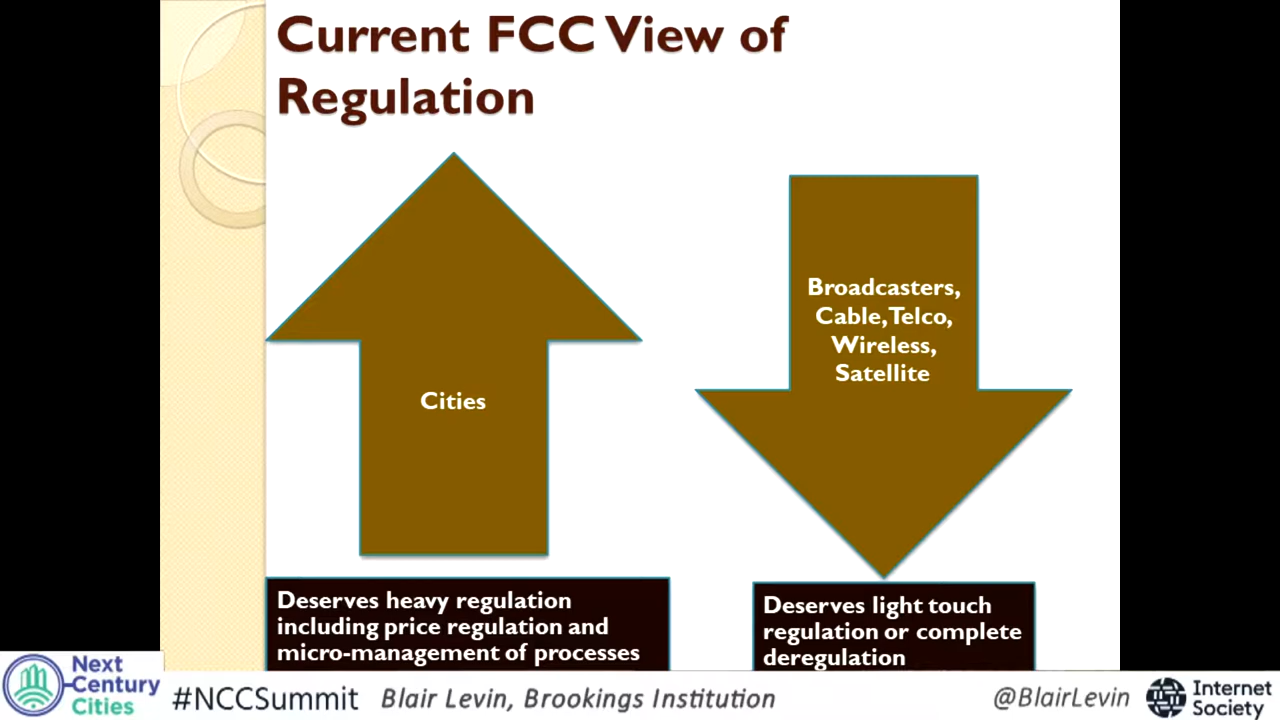 Current FCC View of
Regulation
Cities
Broadcasters,
Cable, Telco,
Wireless,
Satellite
Deserves heavy regulation
including price regulation and
micro-management of processes
Deserves light touch
regulation or complete
deregulation
Next
Century
Cities
#NCCSummit
Blair Levin, Brookings Institution
@BlairLevin
Internet
Society